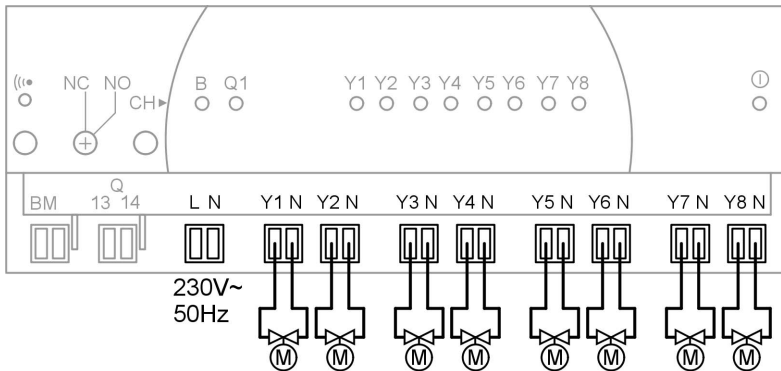 NC NO
CH
B Q1 Y1 Y2 Y3 Y4 Y5 Y6 Y7 Y8
Q
BM 13 14 L N Y1 N Y2 N Y3 N Y4 N Y5 N Y6 N Y7 N Y8 N
230V~
50Hz
M M M M M M M M